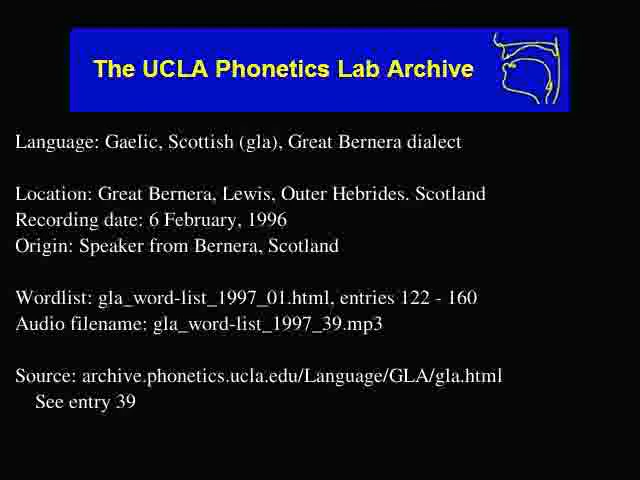 The UCLA Phonetics Lab Archive
Language: Gaelic, Scottish (gla), Great Bernera dialect
Location: Great Bernera, Lewis, Outer Hebrides. Scotland
Recording date: 6 February, 1996
Origin: Speaker from Bernera, Scotland
Wordlist: gla_word-list_1997_01.html, entries 122 - 160
Audio filename: gla_word-list_1997_39.mp3
Source: archive.phonetics.ucla.edu/Language/GLA/gla.html
See entry 39